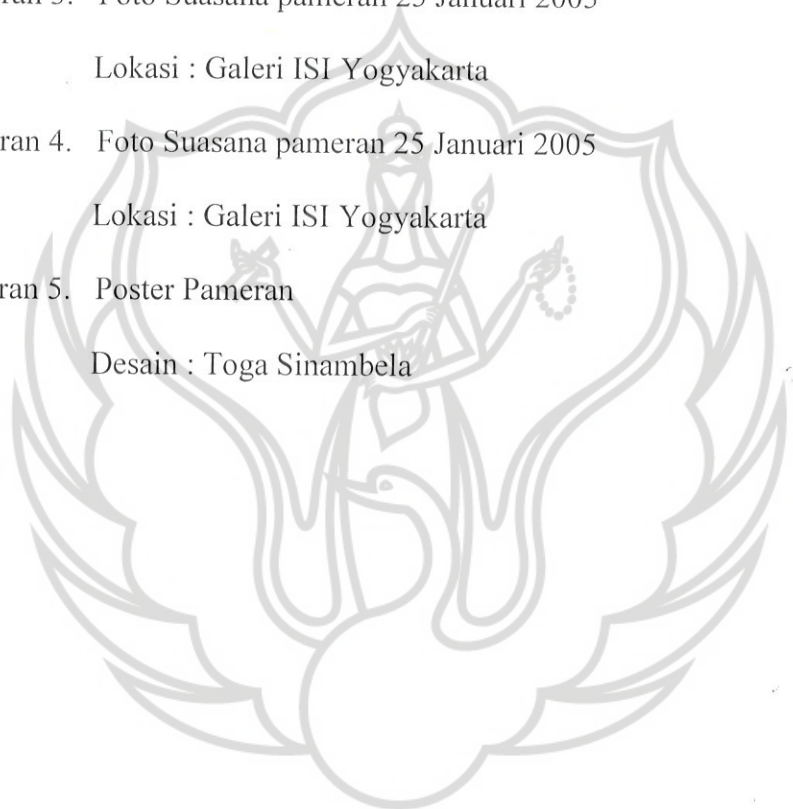 ran 3. Foto Suasana pameran 25 Januari 2005
Lokasi : Galeri ISI Yogyakarta
ran 4. Foto Suasana pameran 25 Januari 2005
Lokasi : Galeri ISI Yogyakarta
ran 5. Poster Pameran
Desain : Toga Sinambela